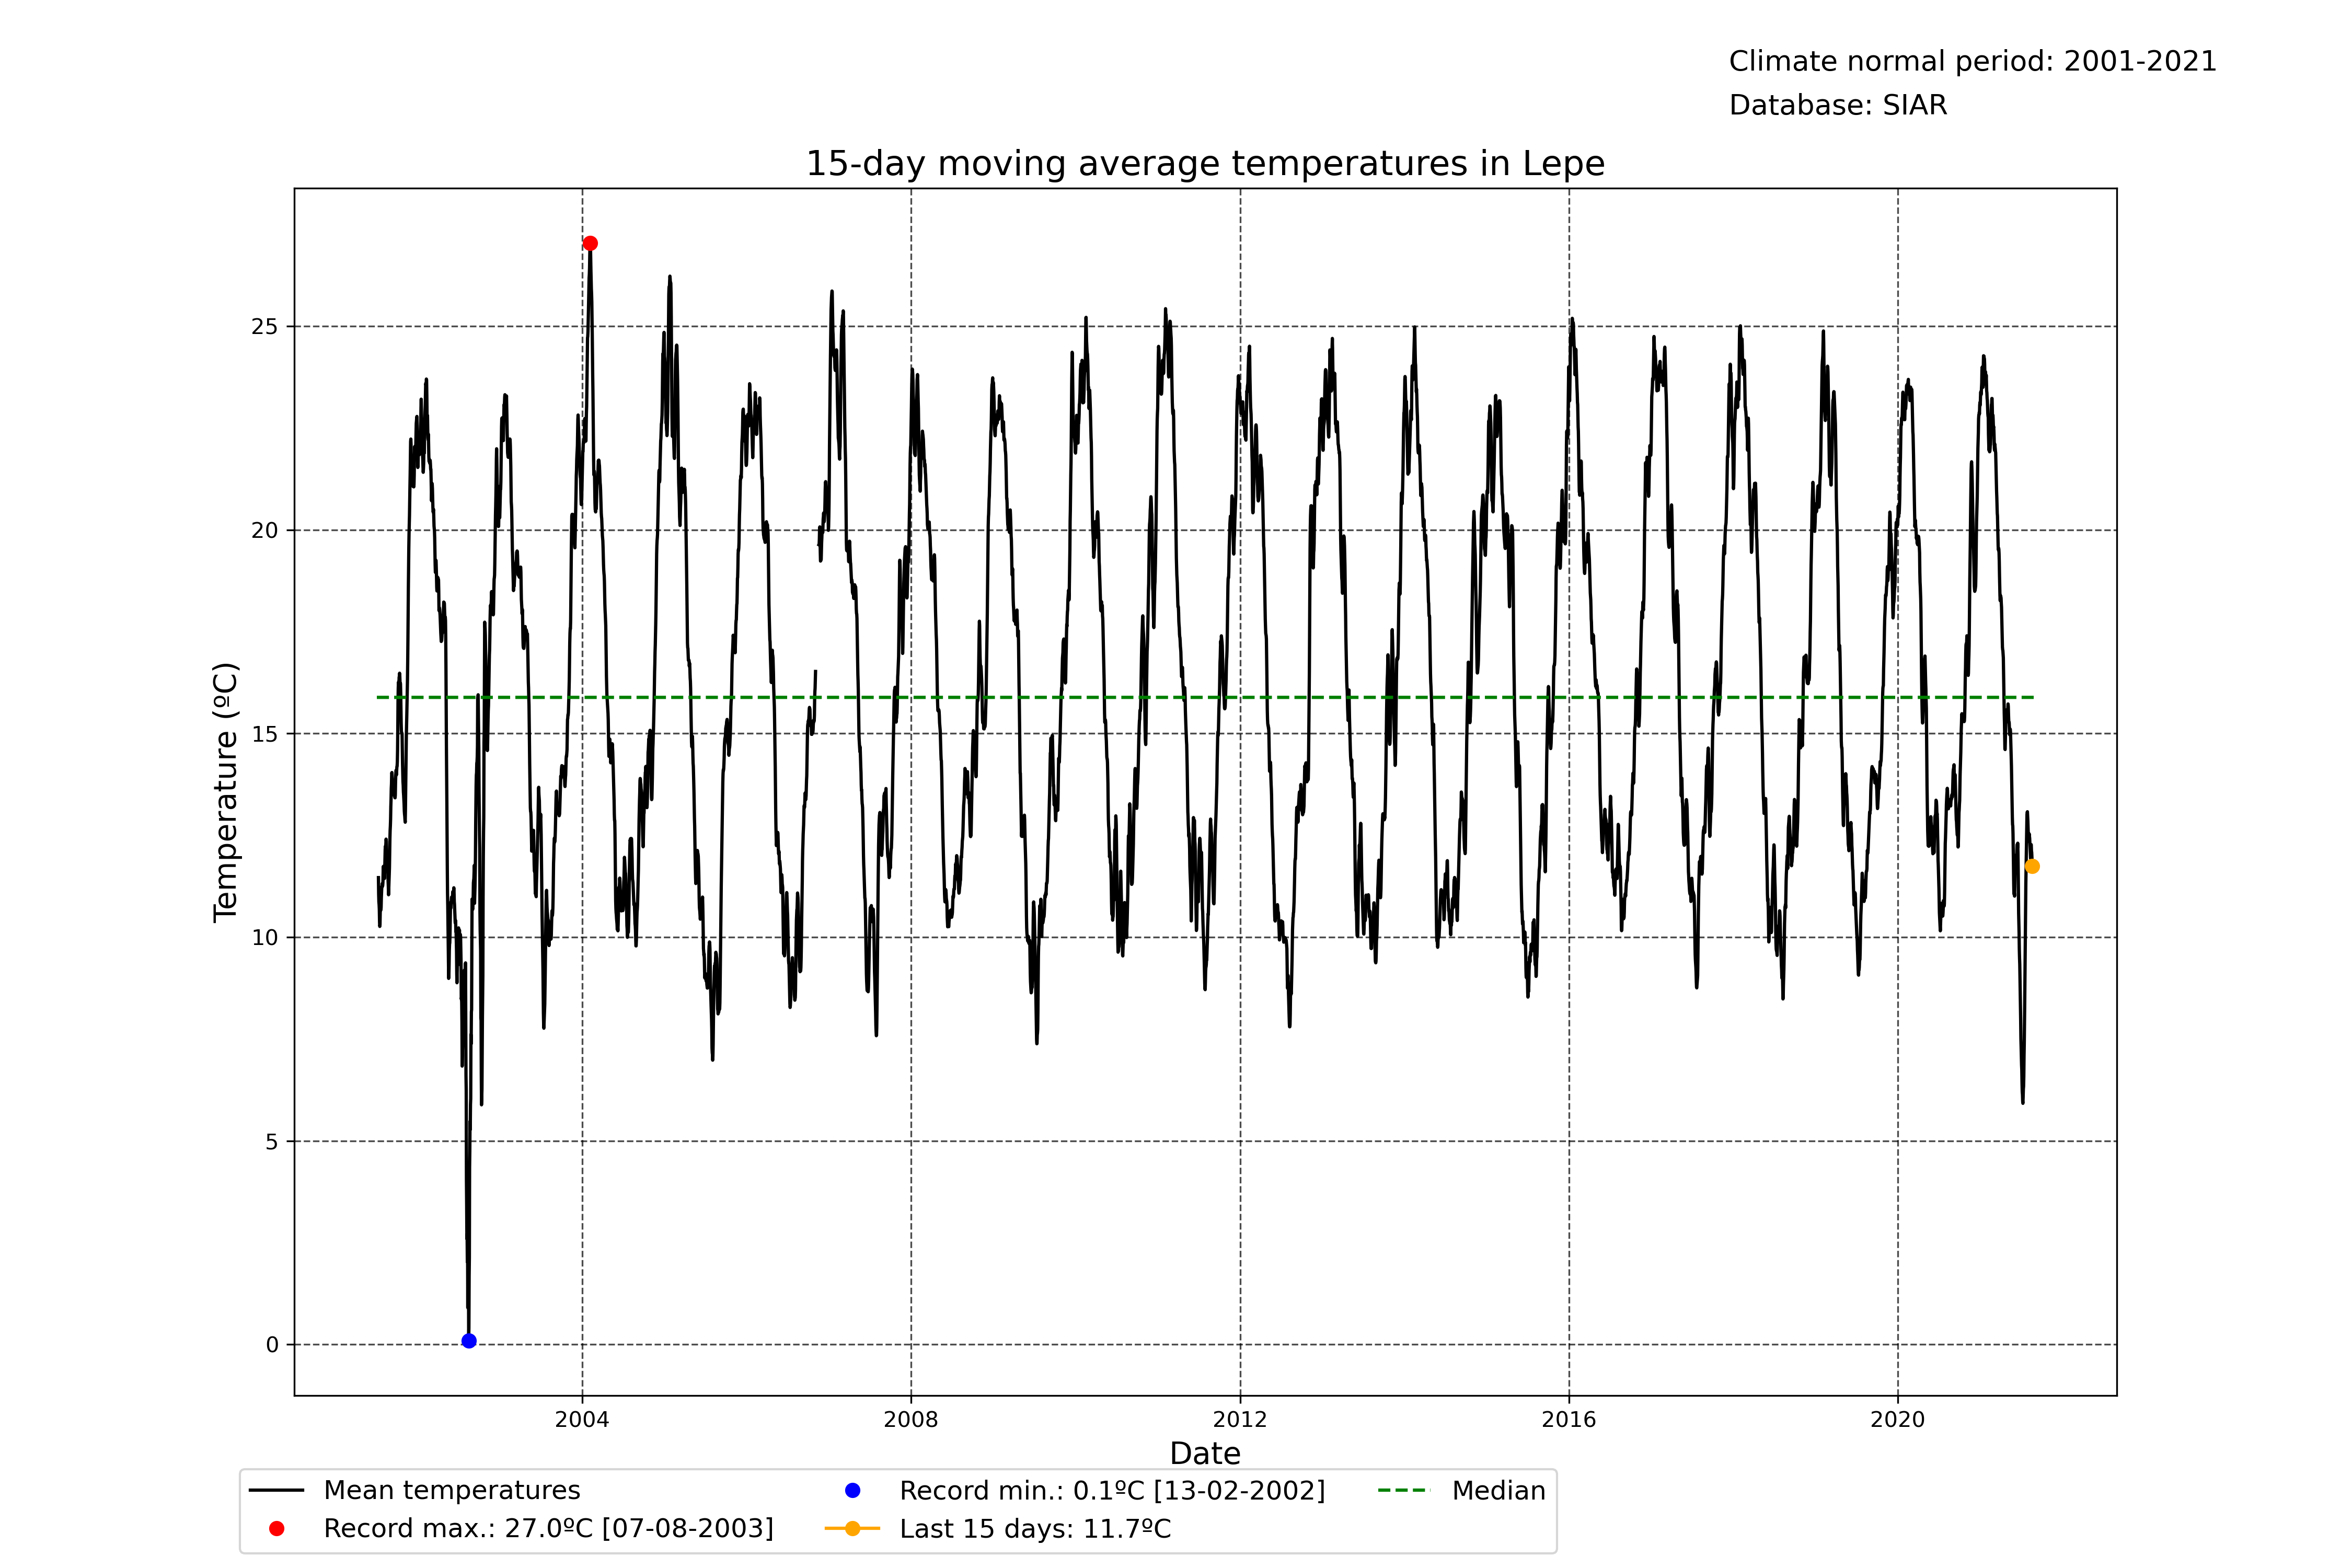 Climate normal period: 2001-2021
Database: SIAR
15-day moving average temperatures in Lepe
25
20
15
10
5
0
Temperature (ºC)
2004 2008 2012 2016 2020
Date
Mean temperatures
Record max.: 27.0ºC [07-08-2003]
Record min.: 0.1ºC [13-02-2002]
Last 15 days: 11.7ºC
Median